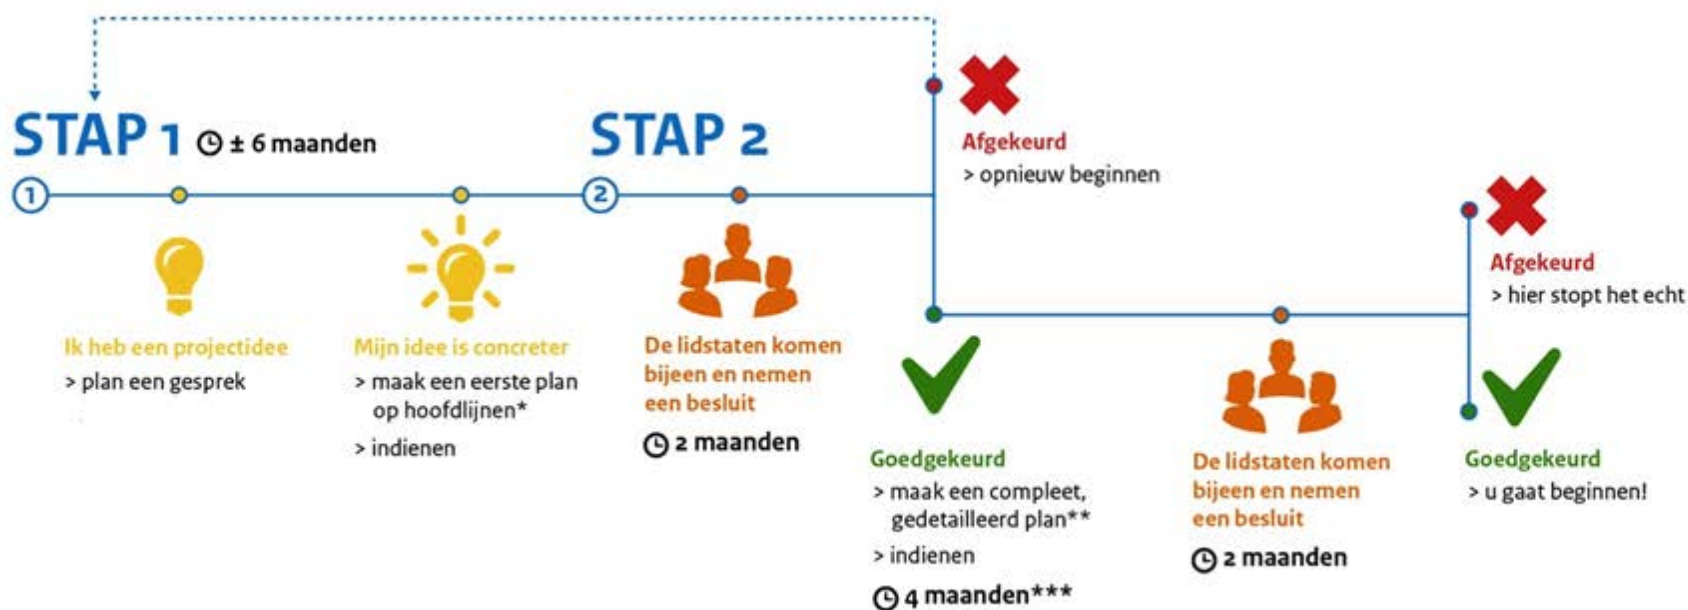 STAP 1 ± 6 maanden
1
Ik heb een projectidee
> plan een gesprek
Mijn idee is concreter
> maak een eerste plan
op hoofdlijnen*
> indienen
STAP 2
2
De lidstaten komen
bijeen en nemen
een besluit
2 maanden
Afgekeurd
> opnieuw beginnen
Goedgekeurd
> maak een compleet,
gedetailleerd plan**
> indienen
4 maanden***
De lidstaten komen
bijeen en nemen
een besluit
2 maanden
Afgekeurd
> hier stopt het echt
Goedgekeurd
> u gaat beginnen!